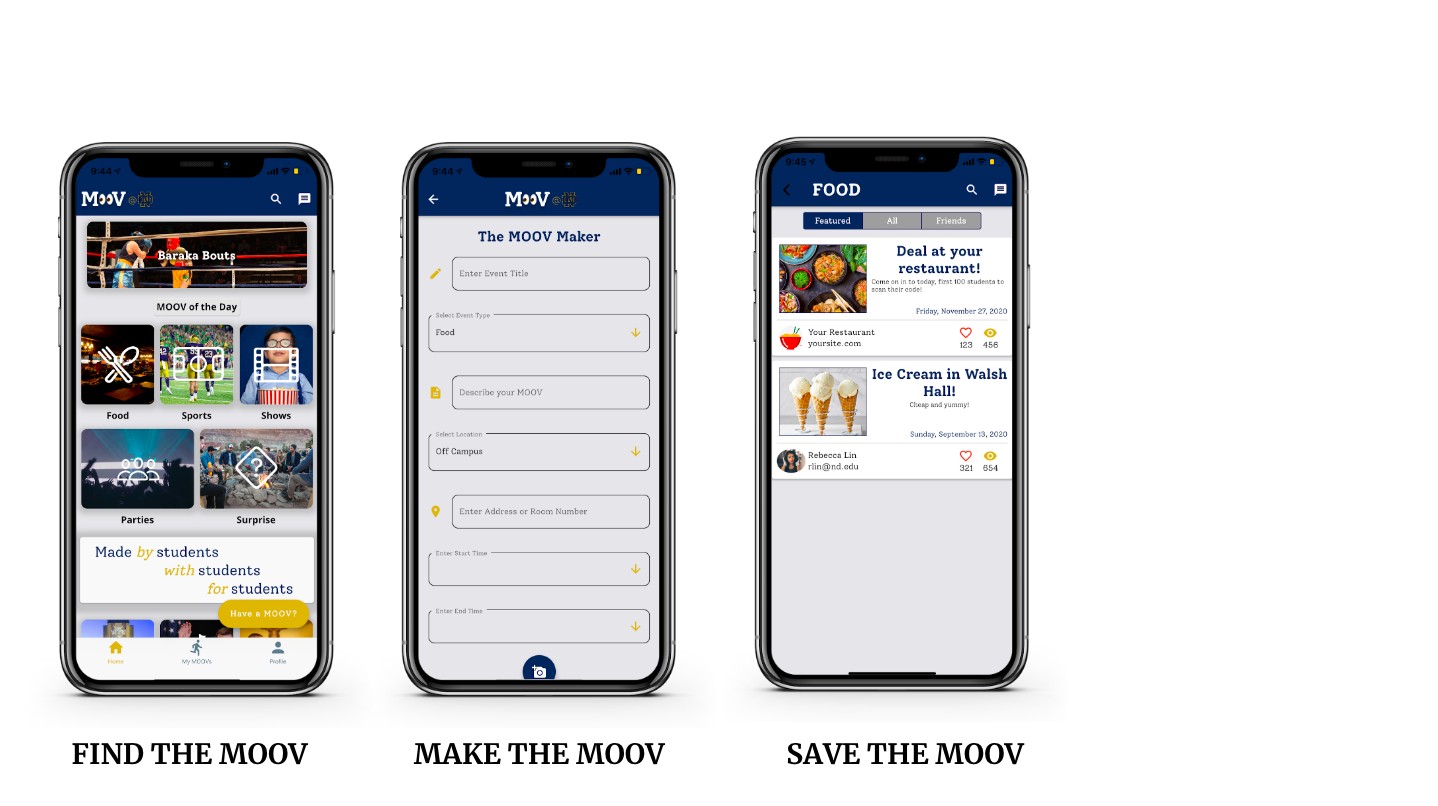 9:44
MOOV @ND
Baraka Bouts
MOOV of the Day
Food
Sports
Shows
Parties
Surprise
Made by students
with students
for students
Have a MOOV?
Home
My MOOVs
Profile
FIND THE MOOV
9:44
MOOV @ND
The MOOV Maker
Enter Event Title
Select Event Type
Food
Describe your MOOV
Select Location
Off Campus
Enter Address or Room Number
Enter Start Time
Enter End Time
MAKE THE MOOV
9:45
FOOD
Featured
All
Friends
Deal at your
restaurant!
Come on in to today, first 100 students to
scan their code!
Friday, November 27, 2020
Your Restaurant
yoursite.com
123
456
Ice Cream in Walsh
Hall!
Cheap and yummy!
Sunday, September 13, 2020
Rebecca Lin
rlin@nd.edu
321
654
SAVE THE MOOV